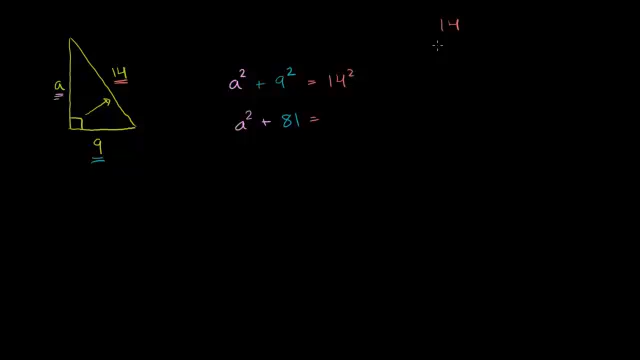 14
a 14
9
a² + 9² = 14²
a² + 81 =